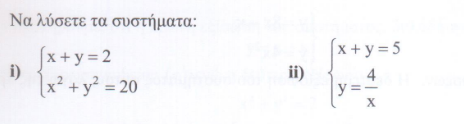 Να λύσετε τα συστήματα:
i) { x + y = 2
x² + y² = 20
ii) { x + y = 5
y = 4/x